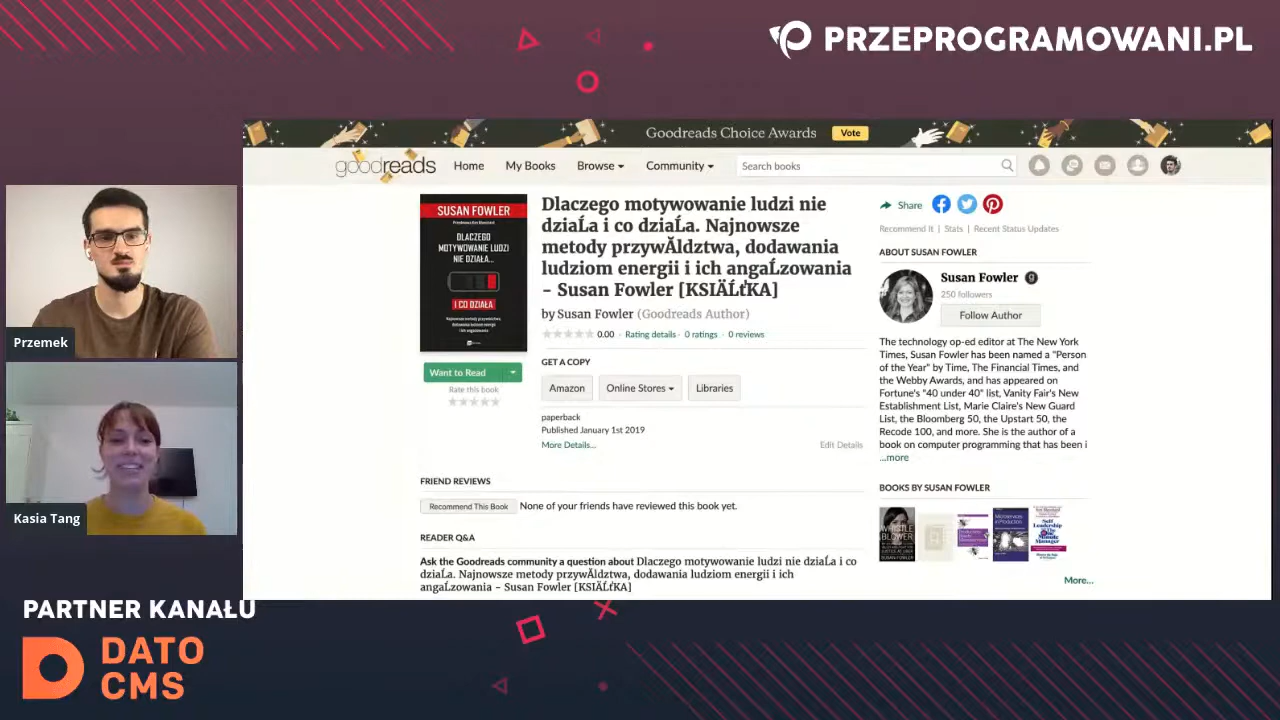 PRZEPROGRAMOWANI.PL
Goodreads Choice Awards
Vote
goodreads
Home
My Books
Browse
Community
Search books
SUSAN FOWLER
DLACZEGO
MOTYWOWANIE LUDZI
NIE DZIAŁA...
I CO DZIAŁA
Want to Read
Rate this book
Dlaczego motywowanie ludzi nie
dziaĹa i co dziaĹa. Najnowsze
metody przywĂldztwa, dodawania
ludziom energii i ich angaĹzowania
- Susan Fowler [KSIÄĹťKA]
by Susan Fowler (Goodreads Author)
0.00 · Rating details · 0 ratings · 0 reviews
GET A COPY
Amazon
Online Stores
Libraries
paperback
Published January 1st 2019
More Details...
Edit Details
FRIEND REVIEWS
Recommend This Book
None of your friends have reviewed this book yet.
READER Q&A
Ask the Goodreads community a question about Dlaczego motywowanie ludzi nie dziaĹa i co
dziaĹa. Najnowsze metody przywĂldztwa, dodawania ludziom energii i ich
angaĹzowania - Susan Fowler [KSIÄĹťKA]
Share
Recommend It | Stats | Recent Status Updates
ABOUT SUSAN FOWLER
Susan Fowler
250 followers
Follow Author
The technology op-ed editor at The New York
Times, Susan Fowler has been named a "Person
of the Year" by Time, The Financial Times, and
the Webby Awards, and has appeared on
Fortune's "40 under 40" list, Vanity Fair's New
Establishment List, Marie Claire's New Guard
List, the Bloomberg 50, the Upstart 50, the
Recode 100, and more. She is the author of a
book on computer programming that has been i
...more
BOOKS BY SUSAN FOWLER
More...
Przemek
Kasia Tang
PARTNER KANAŁU
DATO
CMS